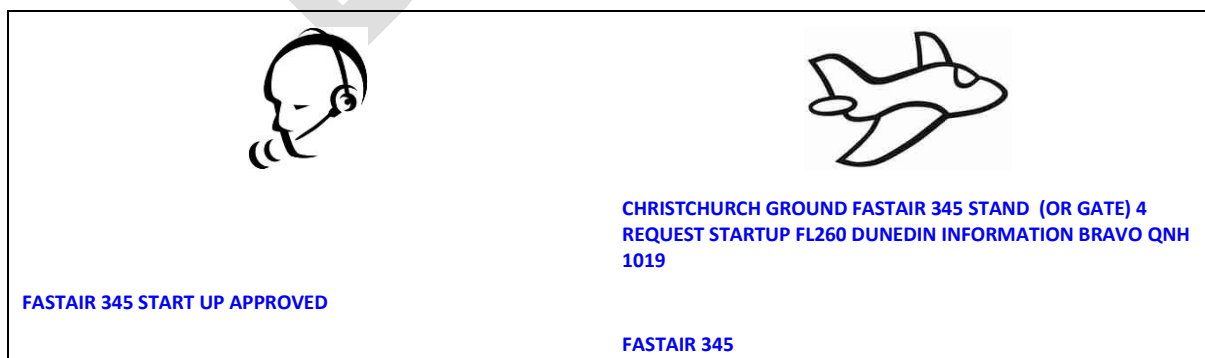 CHRISTCHURCH GROUND FASTAIR 345 STAND (OR GATE) 4
REQUEST STARTUP FL260 DUNEDIN INFORMATION BRAVO QNH
1019
FASTAIR 345 START UP APPROVED
FASTAIR 345